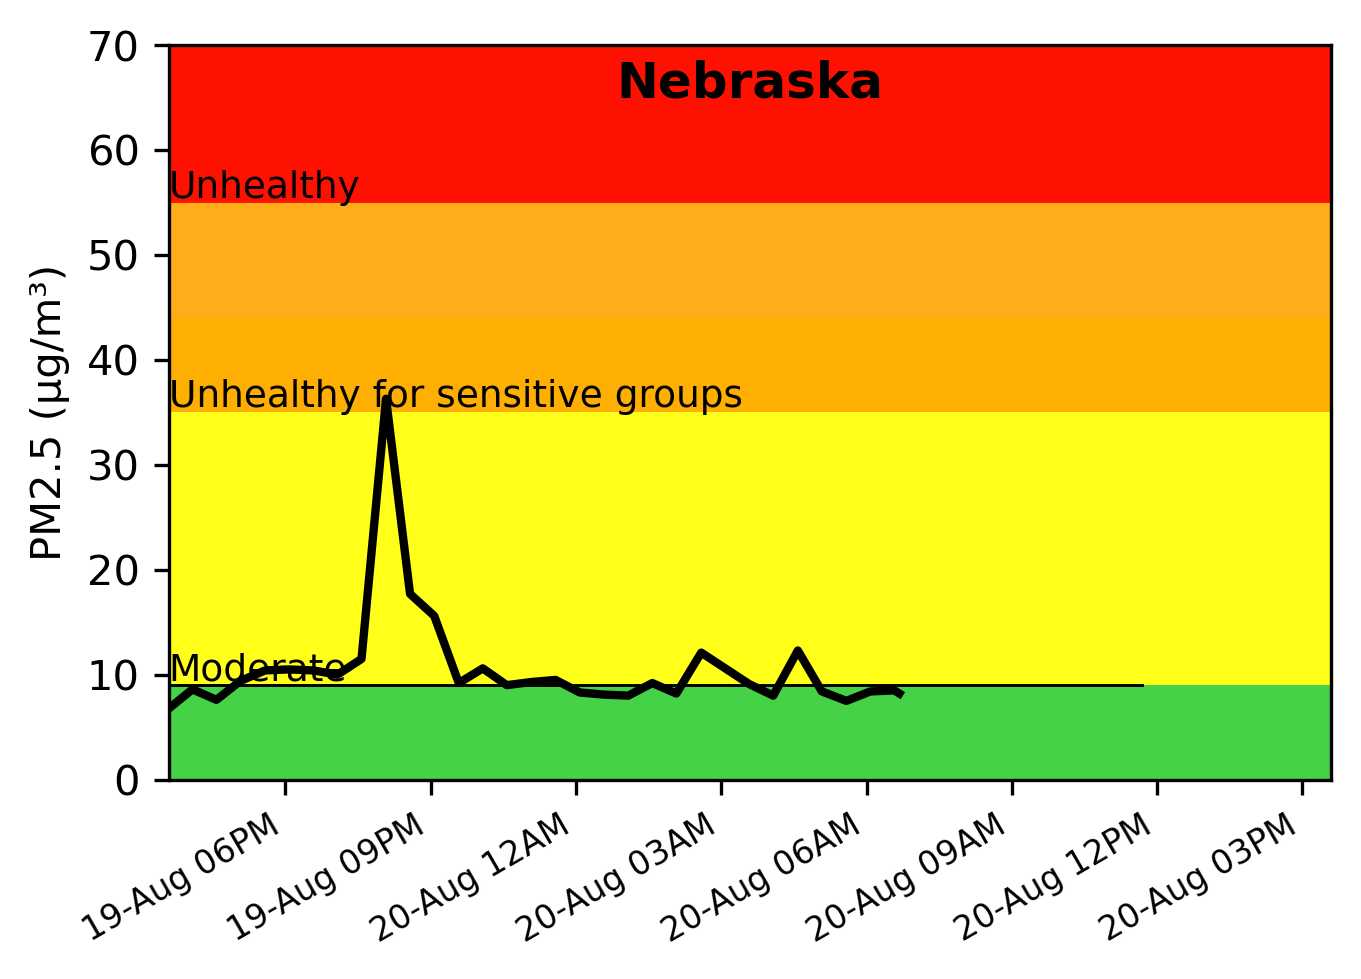 Nebraska
70
60
50
40
30
20
10
0
PM2.5 (µg/m³)
Unhealthy
Unhealthy for sensitive groups
Moderate
19-Aug 06PM
19-Aug 09PM
20-Aug 12AM
20-Aug 03AM
20-Aug 06AM
20-Aug 09AM
20-Aug 12PM
20-Aug 03PM